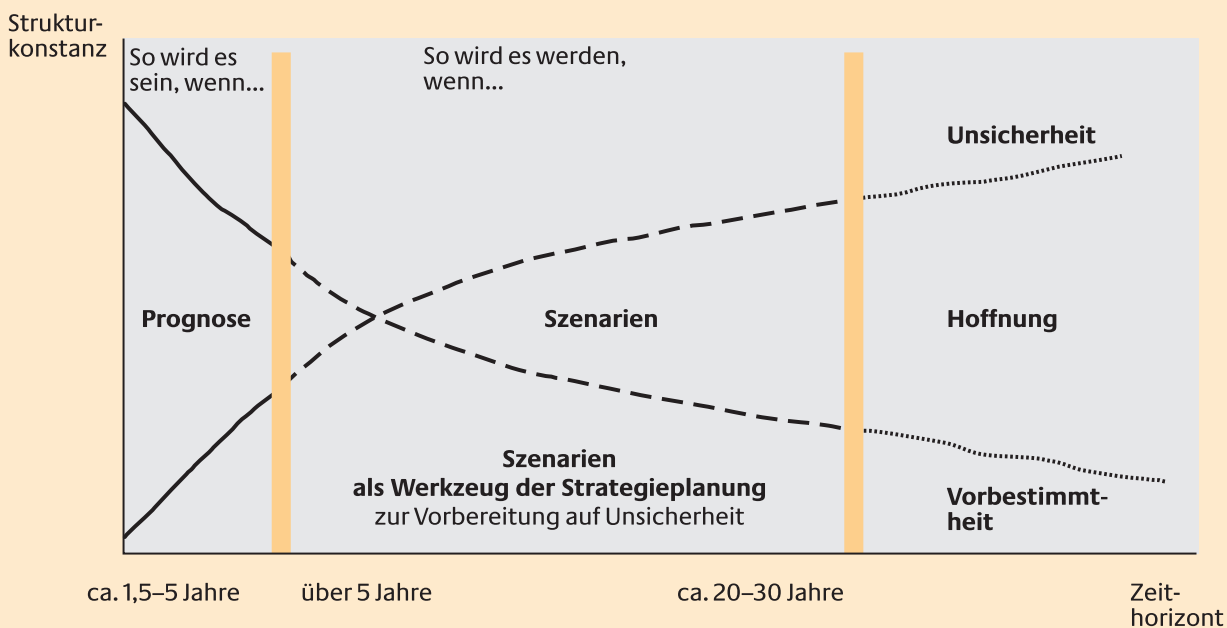 Struktur-
konstanz
So wird es
sein, wenn...
So wird es werden,
wenn...
Unsicherheit
Prognose
Szenarien
Hoffnung
Szenarien
als Werkzeug der Strategieplanung
zur Vorbereitung auf Unsicherheit
Vorbestimmt-
heit
ca. 1,5–5 Jahre
über 5 Jahre
ca. 20–30 Jahre
Zeit-
horizont